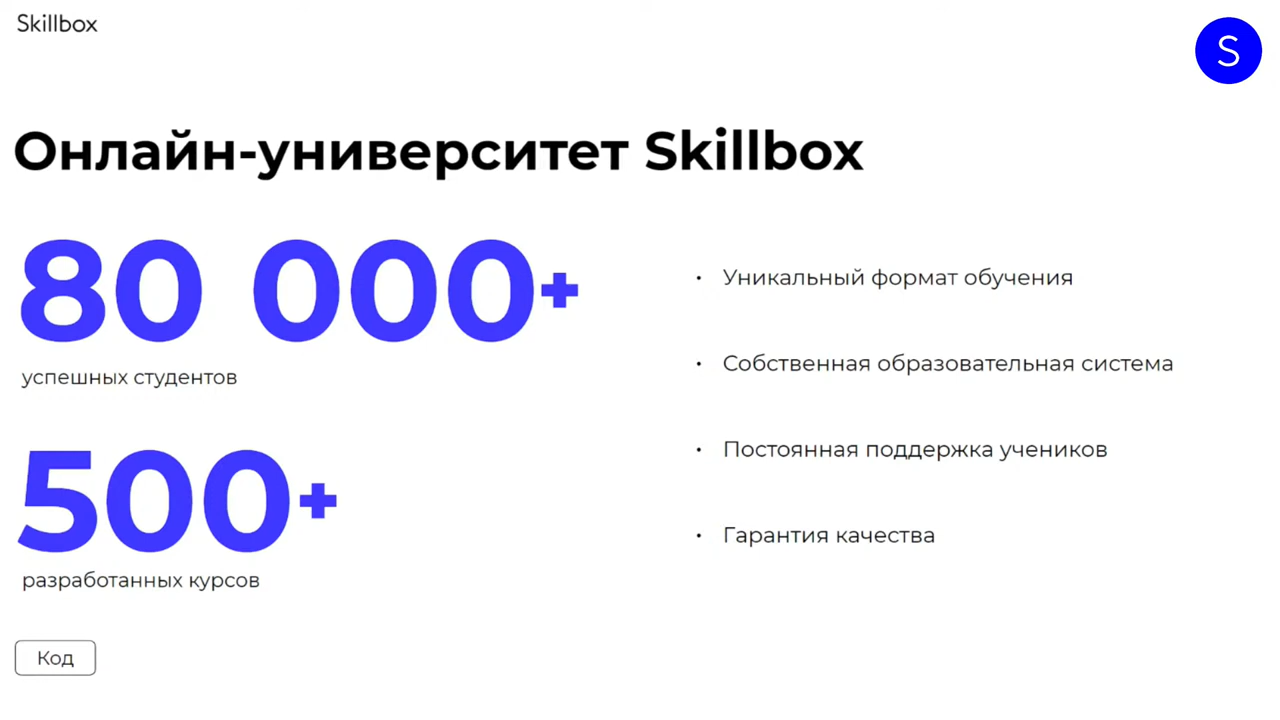 Skillbox
S
Онлайн-университет Skillbox
80 000+
успешных студентов
500+
разработанных курсов
• Уникальный формат обучения
• Собственная образовательная система
• Постоянная поддержка учеников
• Гарантия качества
Код